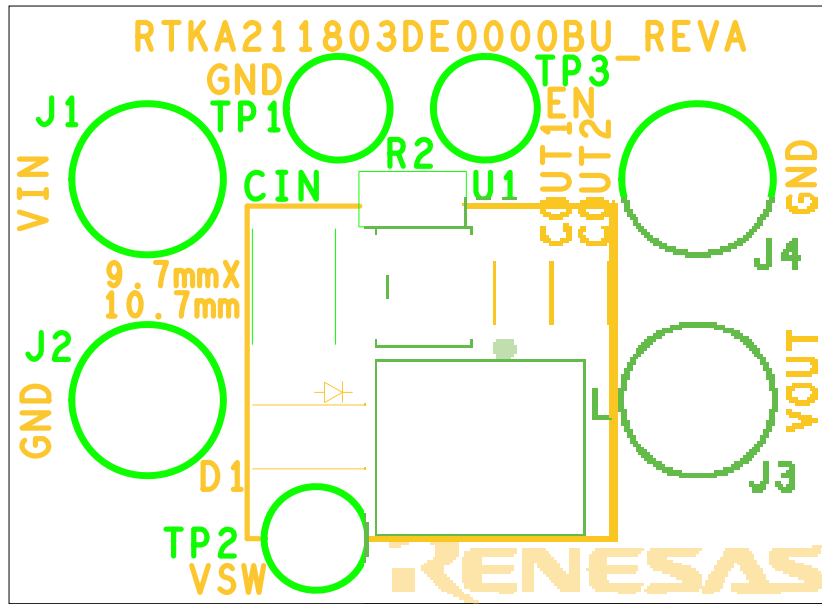 RTKA211803DE0000BU_REVA
GND
TP3
J1
TP1
EN
COUT1
COUT2
R2
VIN
CIN
U1
GND
J4
9.7mmX
10.7mm
J2
VOUT
GND
L
D1
J3
TP2
VSW
RENESAS